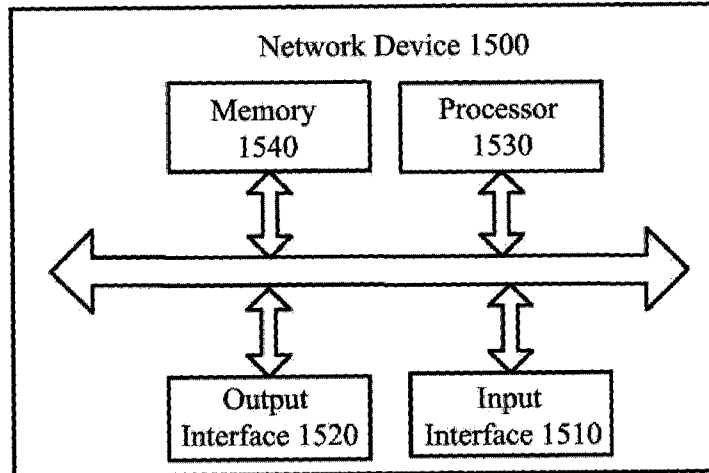 Network Device 1500
Memory
1540
Processor
1530
Output
Interface 1520
Input
Interface 1510